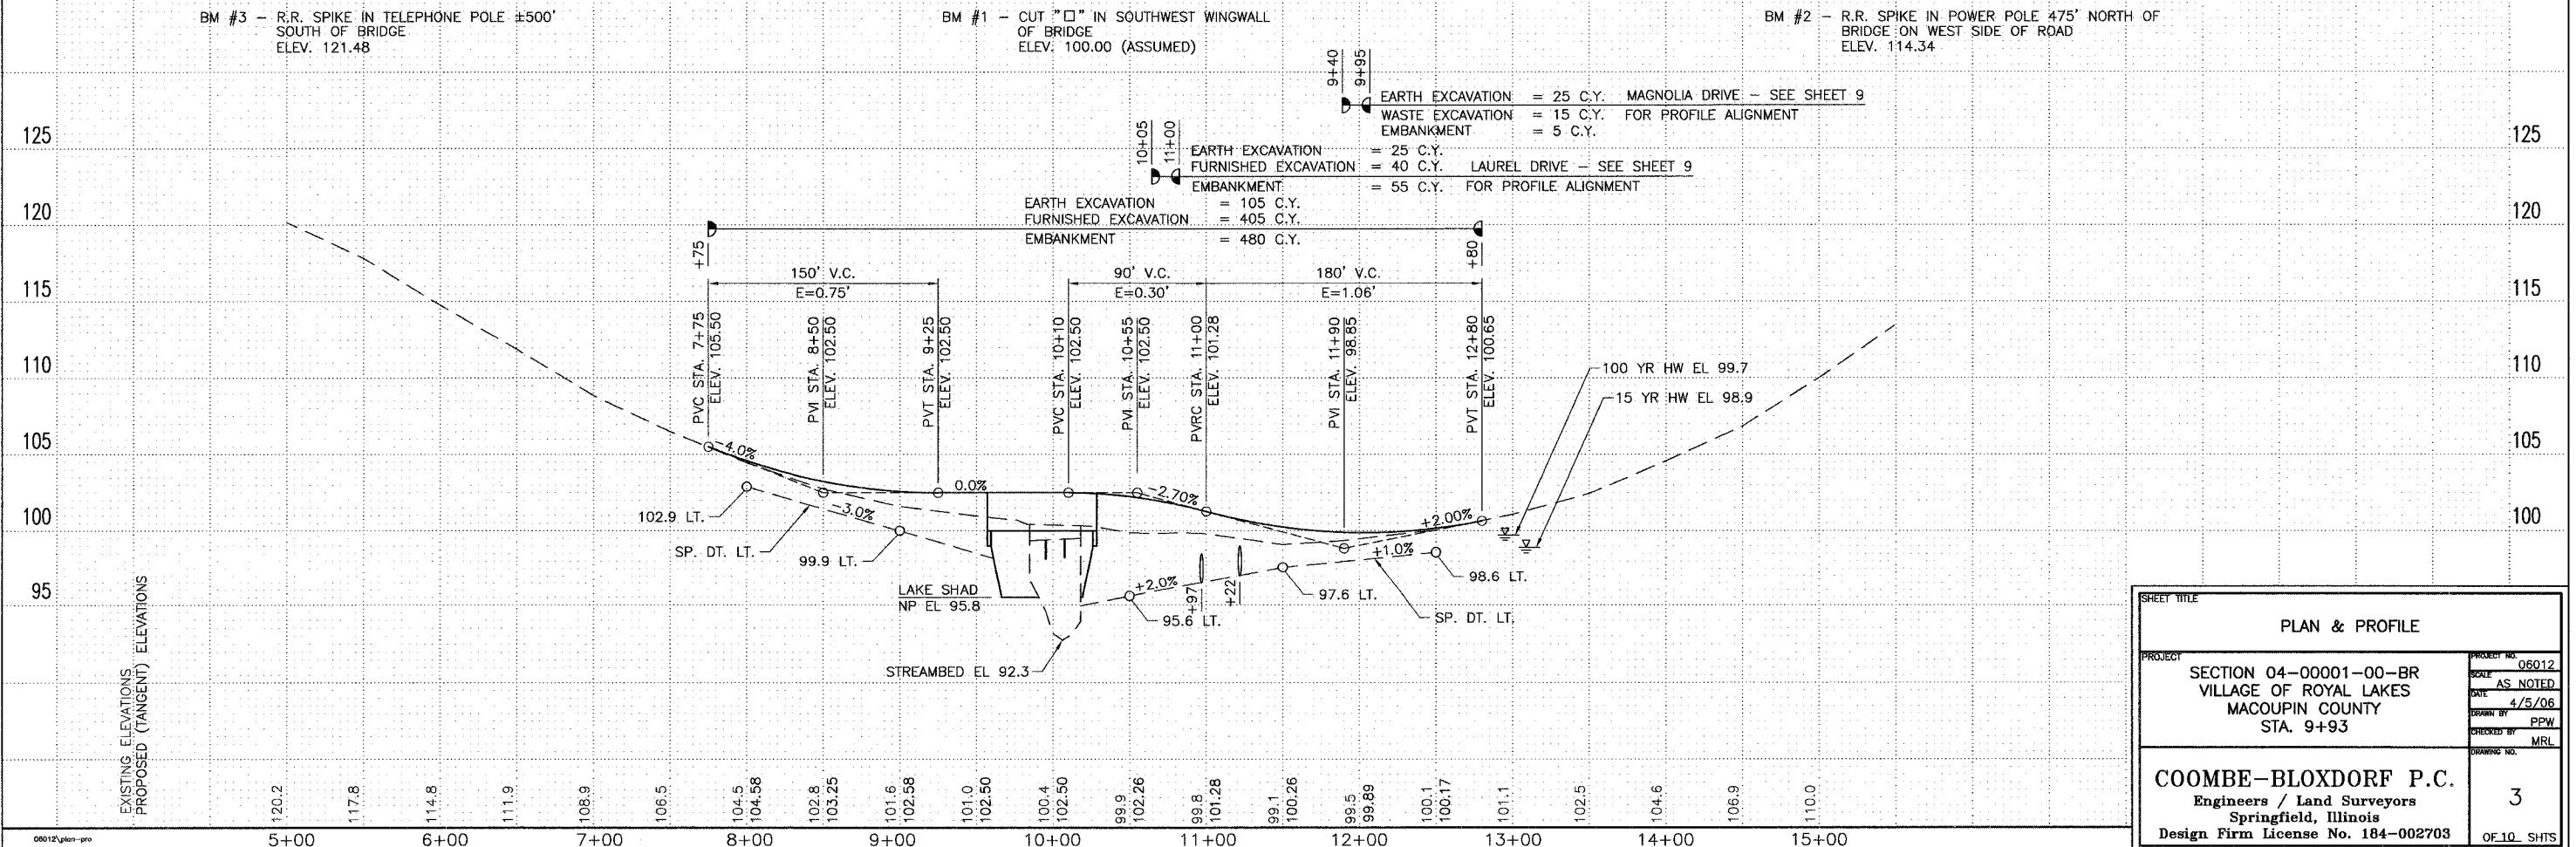 BM #3 – R.R. SPIKE IN TELEPHONE POLE ±500'
SOUTH OF BRIDGE
ELEV. 121.48
BM #1 – CUT "□" IN SOUTHWEST WINGWALL
OF BRIDGE
ELEV. 100.00 (ASSUMED)
BM #2 – R.R. SPIKE IN POWER POLE 475' NORTH OF
BRIDGE ON WEST SIDE OF ROAD
ELEV. 114.34
9+40
9+95
EARTH EXCAVATION = 25 C.Y. MAGNOLIA DRIVE – SEE SHEET 9
WASTE EXCAVATION = 15 C.Y. FOR PROFILE ALIGNMENT
EMBANKMENT = 5 C.Y.
10+05
11+00
EARTH EXCAVATION = 25 C.Y.
FURNISHED EXCAVATION = 40 C.Y. LAUREL DRIVE – SEE SHEET 9
EMBANKMENT = 55 C.Y. FOR PROFILE ALIGNMENT
EARTH EXCAVATION = 105 C.Y.
FURNISHED EXCAVATION = 405 C.Y.
EMBANKMENT = 480 C.Y.
+75
+80
150' V.C.
E=0.75'
90' V.C.
E=0.30'
180' V.C.
E=1.06'
PVC STA. 7+75
ELEV. 105.50
PVI STA. 8+50
ELEV. 102.50
PVT STA. 9+25
ELEV. 102.50
PVC STA. 10+10
ELEV. 102.50
PVI STA. 10+55
ELEV. 102.50
PVRC STA. 11+00
ELEV. 101.28
PVI STA. 11+90
ELEV. 98.85
PVT STA. 12+80
ELEV. 100.65
125
120
115
110
105
100
95
125
120
115
110
105
100
100 YR HW EL 99.7
15 YR HW EL 98.9
-4.0%
0.0%
-2.70%
+2.00%
-3.0%
+2.0%
+1.0%
102.9 LT.
SP. DT. LT.
99.9 LT.
LAKE SHAD
NP EL 95.8
STREAMBED EL 92.3
95.6 LT.
+97
+22
97.6 LT.
98.6 LT.
SP. DT. LT.
EXISTING ELEVATIONS
PROPOSED (TANGENT) ELEVATIONS
120.2
117.8
114.8
111.9
108.9
106.5
104.5
104.58
102.8
103.25
101.6
102.58
101.0
102.50
100.4
102.50
99.9
102.26
99.8
101.28
99.1
100.26
99.5
99.89
100.1
100.17
101.1
102.5
104.6
106.9
110.0
5+00
6+00
7+00
8+00
9+00
10+00
11+00
12+00
13+00
14+00
15+00
06012\plan-pro
SHEET TITLE
PLAN & PROFILE
PROJECT
SECTION 04–00001–00–BR
VILLAGE OF ROYAL LAKES
MACOUPIN COUNTY
STA. 9+93
PROJECT NO.
06012
SCALE
AS NOTED
DATE
4/5/06
DRAWN BY
PPW
CHECKED BY
MRL
DRAWING NO.
3
OF 10 SHTS
COOMBE–BLOXDORF P.C.
Engineers / Land Surveyors
Springfield, Illinois
Design Firm License No. 184–002703